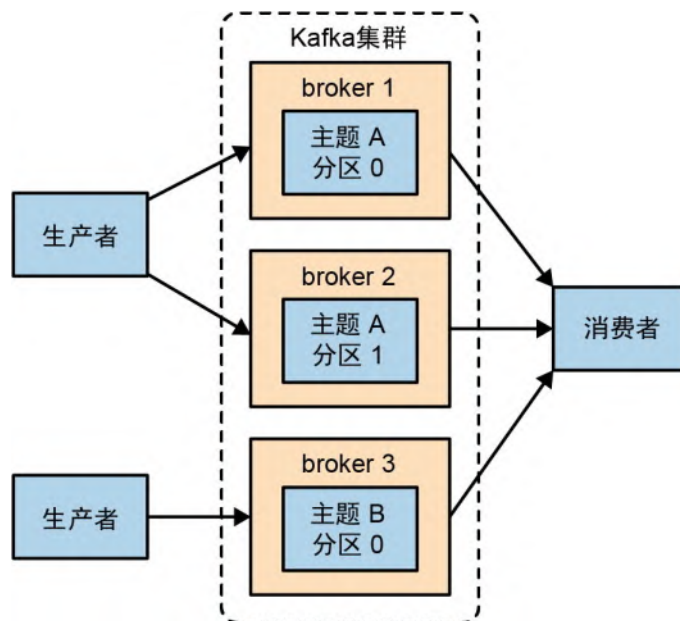 Kafka集群
broker 1
主题 A
分区 0
生产者
broker 2
主题 A
分区 1
消费者
broker 3
生产者
主题 B
分区 0